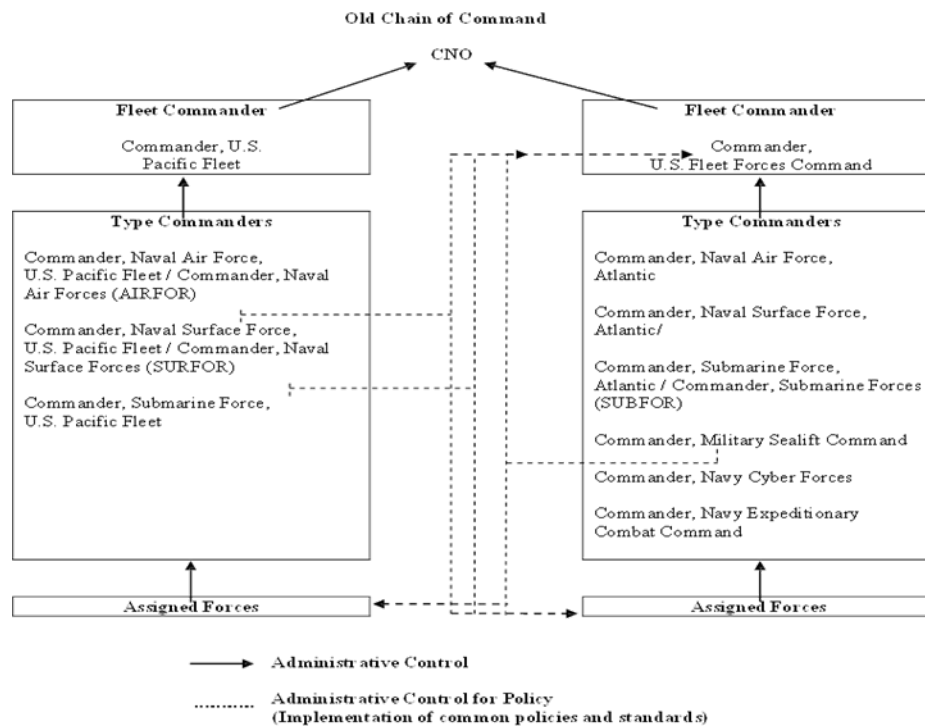 Old Chain of Command
CNO
Fleet Commander
Commander, U.S.
Pacific Fleet
Fleet Commander
Commander,
U.S. Fleet Forces Command
Type Commanders
Commander, Naval Air Force,
U.S. Pacific Fleet / Commander, Naval
Air Forces (AIRFOR)
Commander, Naval Surface Force,
U.S. Pacific Fleet / Commander, Naval
Surface Forces (SURFOR)
Commander, Submarine Force,
U.S. Pacific Fleet
Type Commanders
Commander, Naval Air Force,
Atlantic
Commander, Naval Surface Force,
Atlantic/
Commander, Submarine Force,
Atlantic / Commander, Submarine Forces
(SUBFOR)
Commander, Military Sealift Command
Commander, Navy Cyber Forces
Commander, Navy Expeditionary
Combat Command
Assigned Forces
Assigned Forces
Administrative Control
Administrative Control for Policy
(Implementation of common policies and standards)